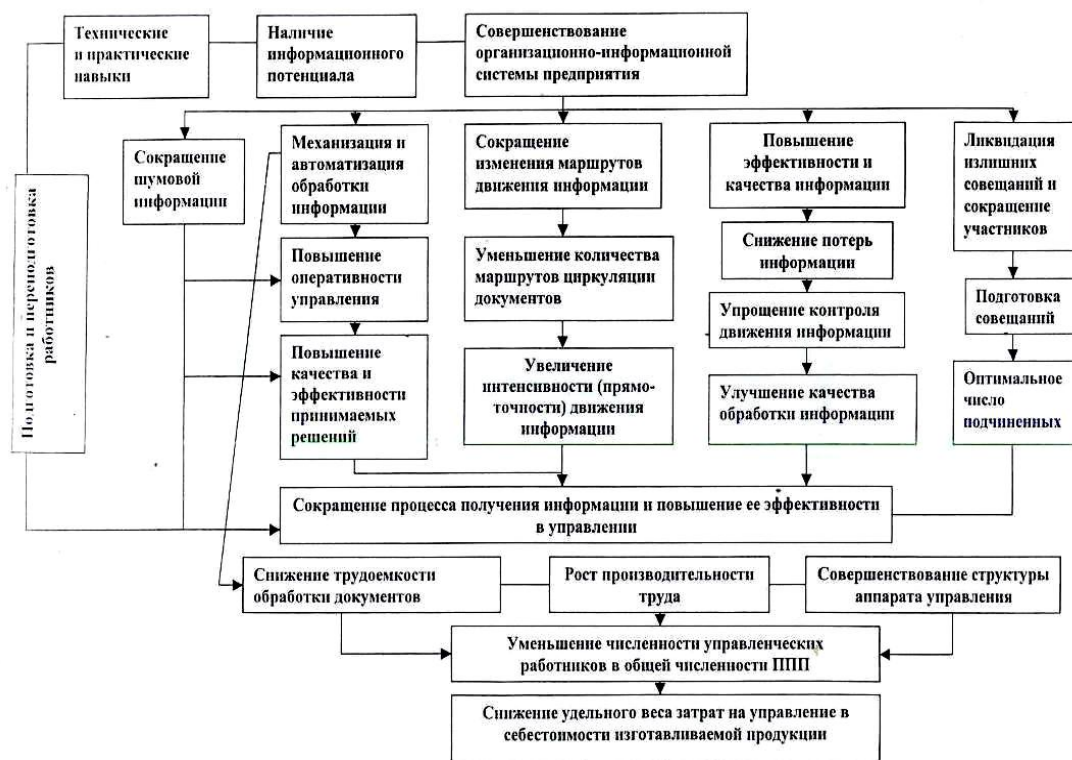 Технические
и практические
навыки
Наличие
информационного
потенциала
Совершенствование
организационно-информационной
системы предприятия
Подготовка и переподготовка
работников
Сокращение
шумовой
информации
Механизация и
автоматизация
обработки
информации
Повышение
оперативности
управления
Повышение
качества и
эффективности
принимаемых
решений
Сокращение
изменения маршрутов
движения информации
Уменьшение количества
маршрутов циркуляции
документов
Увеличение
интенсивности (прямо-
точности) движения
информации
Повышение
эффективности и
качества информации
Снижение потерь
информации
Упрощение контроля
движения информации
Улучшение качества
обработки информации
Ликвидация
излишних
совещаний и
сокращение
участников
Подготовка
совещаний
Оптимальное
число
подчиненных
Сокращение процесса получения информации и повышение ее эффективности
в управлении
Снижение трудоемкости
обработки документов
Рост производительности
труда
Совершенствование структуры
аппарата управления
Уменьшение численности управленческих
работников в общей численности ППП
Снижение удельного веса затрат на управление в
себестоимости изготавливаемой продукции